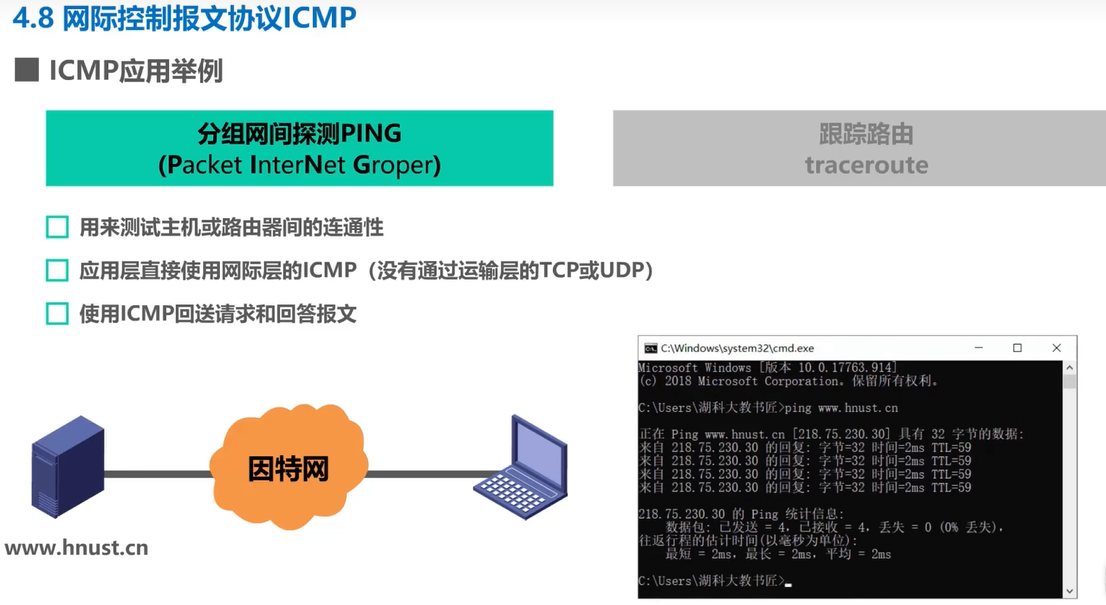 4.8 网际控制报文协议ICMP
ICMP应用举例
分组网间探测PING
(Packet InterNet Groper)
跟踪路由
traceroute
用来测试主机或路由器间的连通性
应用层直接使用网际层的ICMP（没有通过运输层的TCP或UDP）
使用ICMP回送请求和回答报文
因特网
www.hnust.cn
C:\Windows\system32\cmd.exe
Microsoft Windows [版本 10.0.17763.914]
(c) 2018 Microsoft Corporation。保留所有权利。
C:\Users\湖科大教书匠>ping www.hnust.cn
正在 Ping www.hnust.cn [218.75.230.30] 具有 32 字节的数据:
来自 218.75.230.30 的回复: 字节=32 时间=2ms TTL=59
来自 218.75.230.30 的回复: 字节=32 时间=2ms TTL=59
来自 218.75.230.30 的回复: 字节=32 时间=2ms TTL=59
来自 218.75.230.30 的回复: 字节=32 时间=2ms TTL=59
218.75.230.30 的 Ping 统计信息:
数据包: 已发送 = 4，已接收 = 4，丢失 = 0 (0% 丢失)，
往返行程的估计时间(以毫秒为单位):
最短 = 2ms，最长 = 2ms，平均 = 2ms
C:\Users\湖科大教书匠>